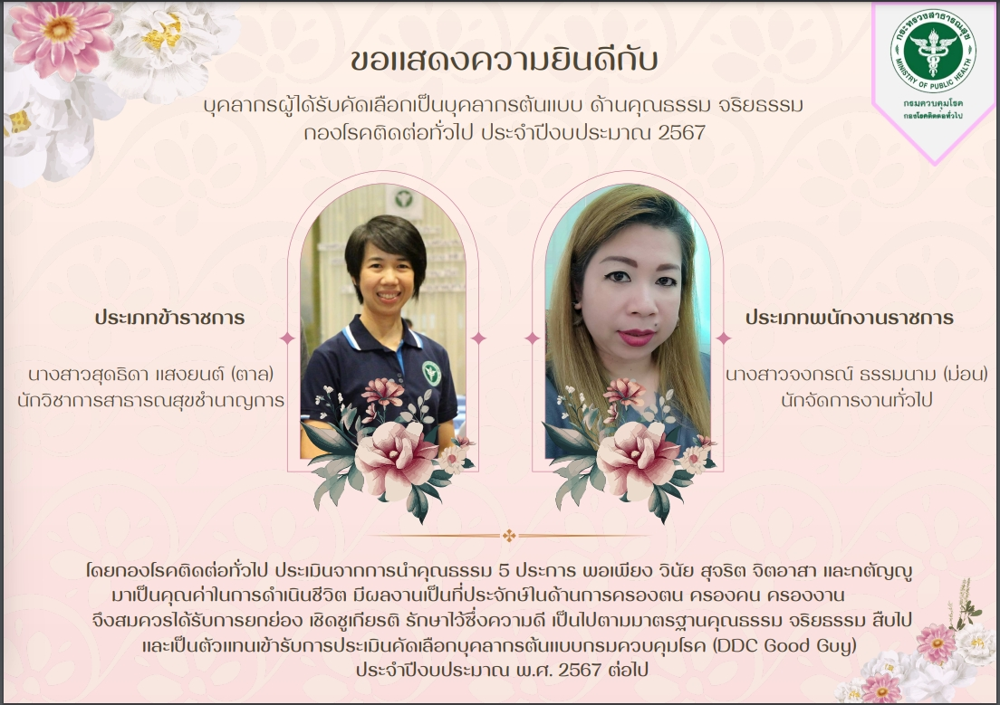 ขอแสดงความยินดีกับ
บุคลากรผู้ได้รับคัดเลือกเป็นบุคลากรต้นแบบ ด้านคุณธรรม จริยธรรม
กองโรคติดต่อทั่วไป ประจำปีงบประมาณ 2567
กระทรวงสาธารณสุข
MINISTRY OF PUBLIC HEALTH
กรมควบคุมโรค
กองโรคติดต่อทั่วไป
ประเภทข้าราชการ
นางสาวสุดธิดา แสงยนต์ (ตาล)
นักวิชาการสาธารณสุขชำนาญการ
ประเภทพนักงานราชการ
นางสาวจงกรณ์ ธรรมนาม (ม่อน)
นักจัดการงานทั่วไป
โดยกองโรคติดต่อทั่วไป ประเมินจากการนำคุณธรรม 5 ประการ พอเพียง วินัย สุจริต จิตอาสา และกตัญญู
มาเป็นคุณค่าในการดำเนินชีวิต มีผลงานเป็นที่ประจักษ์ในด้านการครองตน ครองคน ครองงาน
จึงสมควรได้รับการยกย่อง เชิดชูเกียรติ รักษาไว้ซึ่งความดี เป็นไปตามมาตรฐานคุณธรรม จริยธรรม สืบไป
และเป็นตัวแทนเข้ารับการประเมินคัดเลือกบุคลากรต้นแบบกรมควบคุมโรค (DDC Good Guy)
ประจำปีงบประมาณ พ.ศ. 2567 ต่อไป